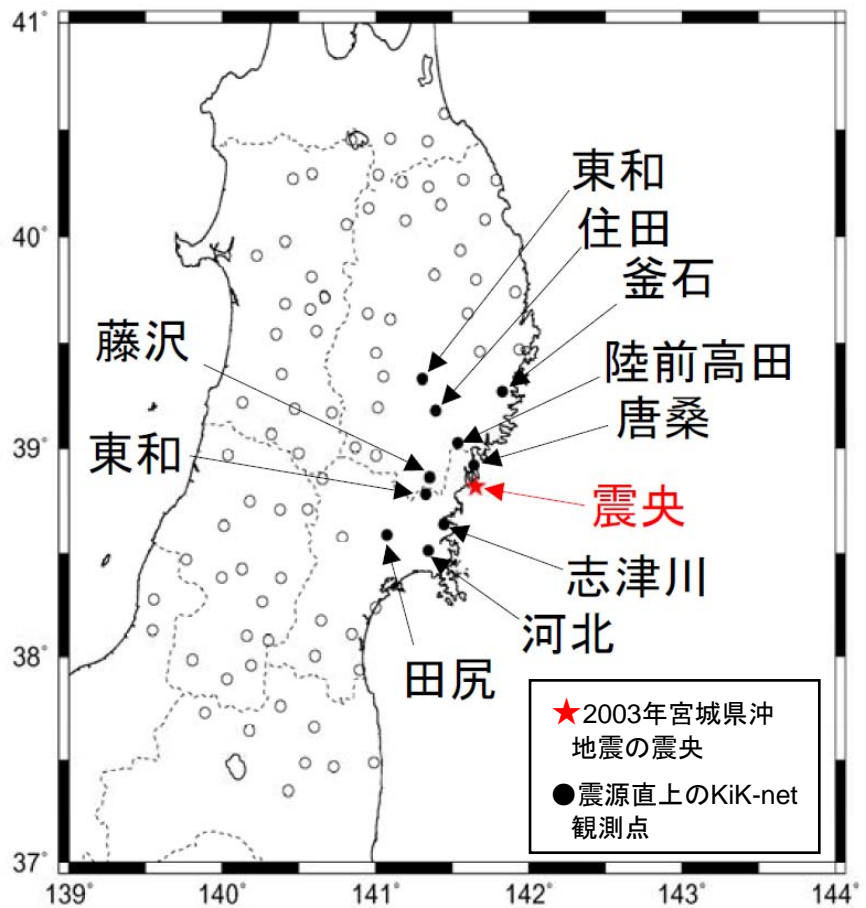 41°
東和
住田
40°
釜石
藤沢
陸前高田
唐桑
39°
東和
震央
志津川
河北
38°
田尻
★2003年宮城県沖
地震の震央
●震源直上のKiK-net
観測点
37°
139° 140° 141° 142° 143° 144°